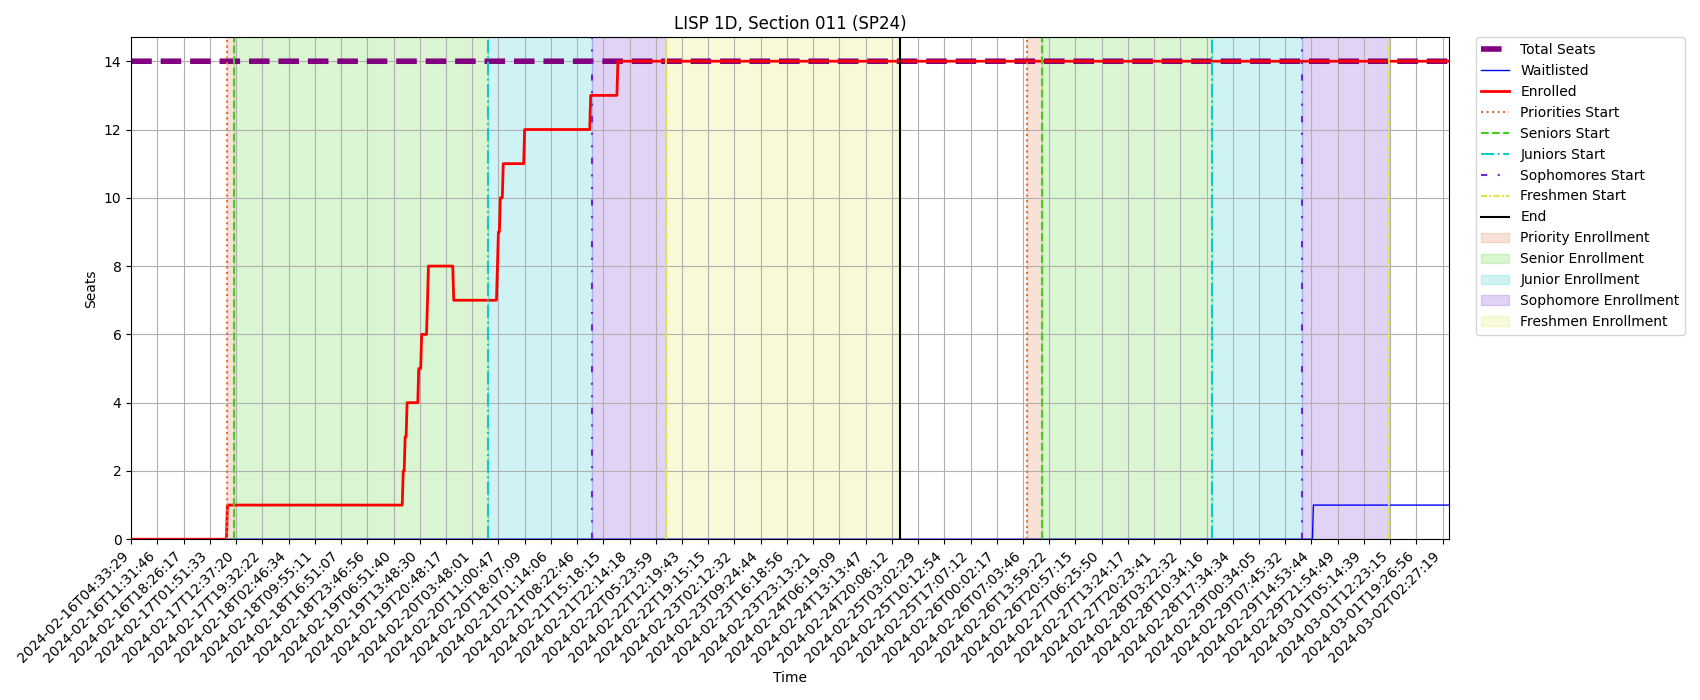 LISP 1D, Section 011 (SP24)
Seats
14
12
10
8
6
4
2
0
2024-02-16T04:33:29
2024-02-16T11:31:46
2024-02-16T18:26:17
2024-02-17T01:51:33
2024-02-17T12:37:20
2024-02-17T19:32:22
2024-02-18T02:46:34
2024-02-18T09:55:11
2024-02-18T16:51:07
2024-02-18T23:46:56
2024-02-19T06:51:40
2024-02-19T13:48:30
2024-02-19T20:48:17
2024-02-20T03:48:01
2024-02-20T11:00:47
2024-02-20T18:07:09
2024-02-21T01:14:06
2024-02-21T08:22:46
2024-02-21T15:18:15
2024-02-21T22:14:18
2024-02-22T05:23:59
2024-02-22T12:19:43
2024-02-22T19:15:15
2024-02-23T02:12:32
2024-02-23T09:24:44
2024-02-23T16:18:56
2024-02-23T23:13:21
2024-02-24T06:19:09
2024-02-24T13:13:47
2024-02-24T20:08:12
2024-02-25T03:02:29
2024-02-25T10:12:54
2024-02-25T17:07:12
2024-02-26T00:02:17
2024-02-26T07:03:46
2024-02-26T13:59:22
2024-02-26T20:57:15
2024-02-27T06:25:50
2024-02-27T13:24:17
2024-02-27T20:23:41
2024-02-28T03:22:32
2024-02-28T10:34:16
2024-02-28T17:34:34
2024-02-29T00:34:05
2024-02-29T07:45:32
2024-02-29T14:53:44
2024-02-29T21:54:49
2024-03-01T05:14:39
2024-03-01T12:23:15
2024-03-01T19:26:56
2024-03-02T02:27:19
Time
Total Seats
Waitlisted
Enrolled
Priorities Start
Seniors Start
Juniors Start
Sophomores Start
Freshmen Start
End
Priority Enrollment
Senior Enrollment
Junior Enrollment
Sophomore Enrollment
Freshmen Enrollment